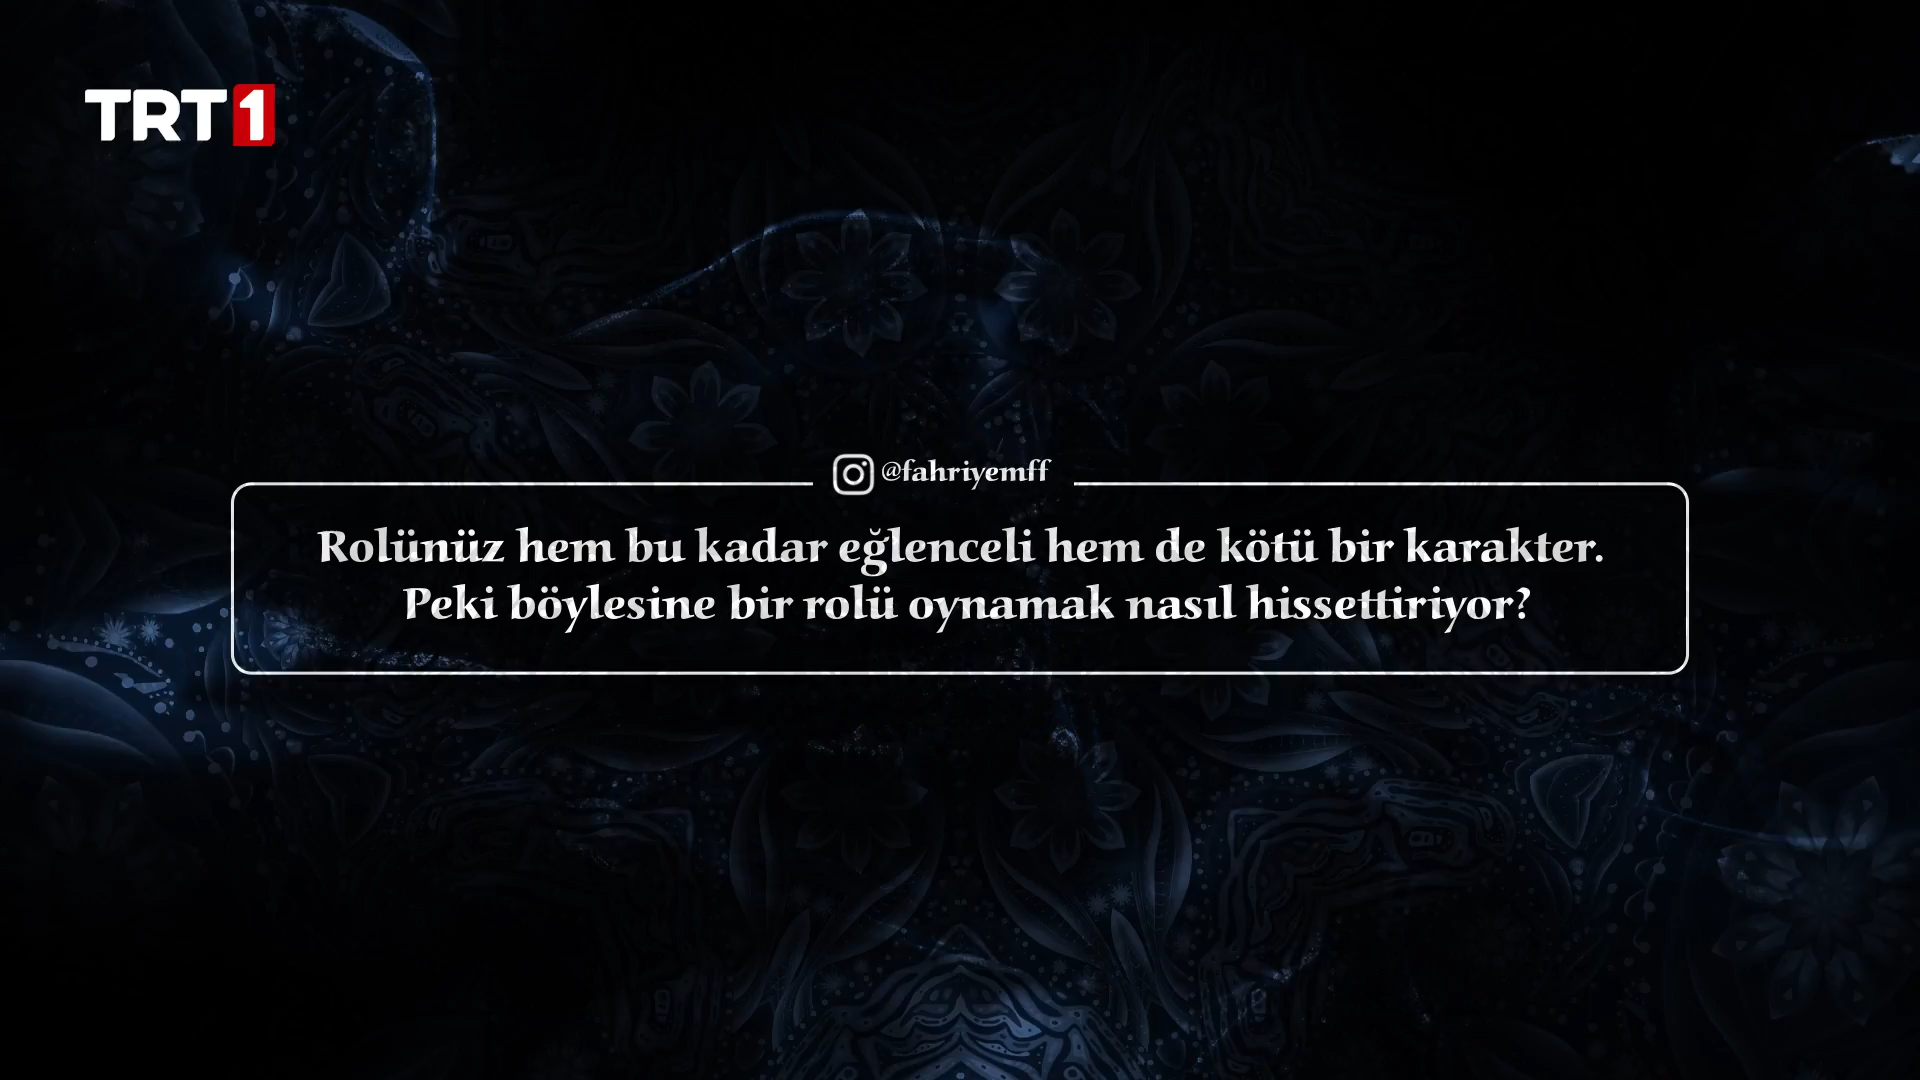 TRT1
@fahriyemff
Rolünüz hem bu kadar eğlenceli hem de kötü bir karakter.
Peki böylesine bir rolü oynamak nasıl hissettiriyor?